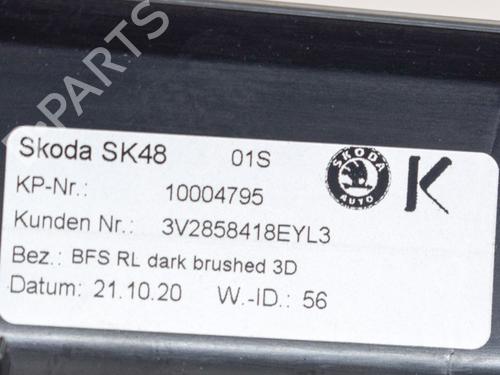 Skoda SK48 01S
SKODA
AUTO
K
KP-Nr.: 10004795
Kunden Nr.: 3V2858418EYL3
Bez.: BFS RL dark brushed 3D
Datum: 21.10.20 W.-ID.: 56
B-PARTS